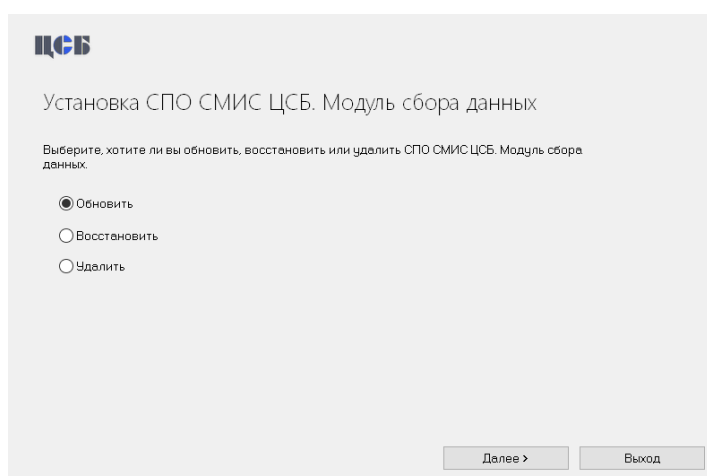 ЦСБ
Установка СПО СМИС ЦСБ. Модуль сбора данных
Выберите, хотите ли вы обновить, восстановить или удалить СПО СМИС ЦСБ. Модуль сбора
данных.
Обновить
Восстановить
Удалить
Далее >
Выход